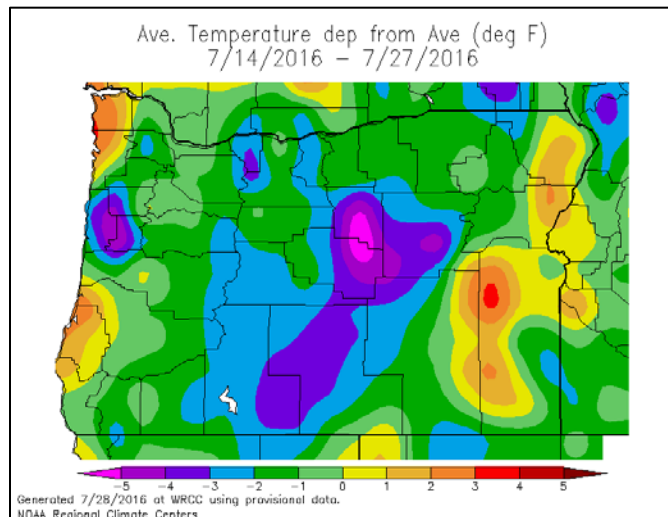 Ave. Temperature dep from Ave (deg F)
7/14/2016 – 7/27/2016
-5 -4 -3 -2 -1 0 1 2 3 4 5
Generated 7/28/2016 at WRCC using provisional data.
NOAA Regional Climate Centers